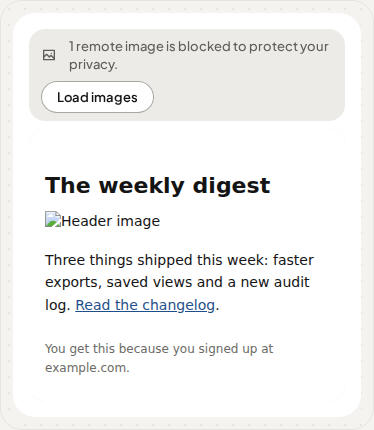 1 remote image is blocked to protect your
privacy.
Load images
The weekly digest
Header image
Three things shipped this week: faster
exports, saved views and a new audit
log. Read the changelog.
You get this because you signed up at
example.com.